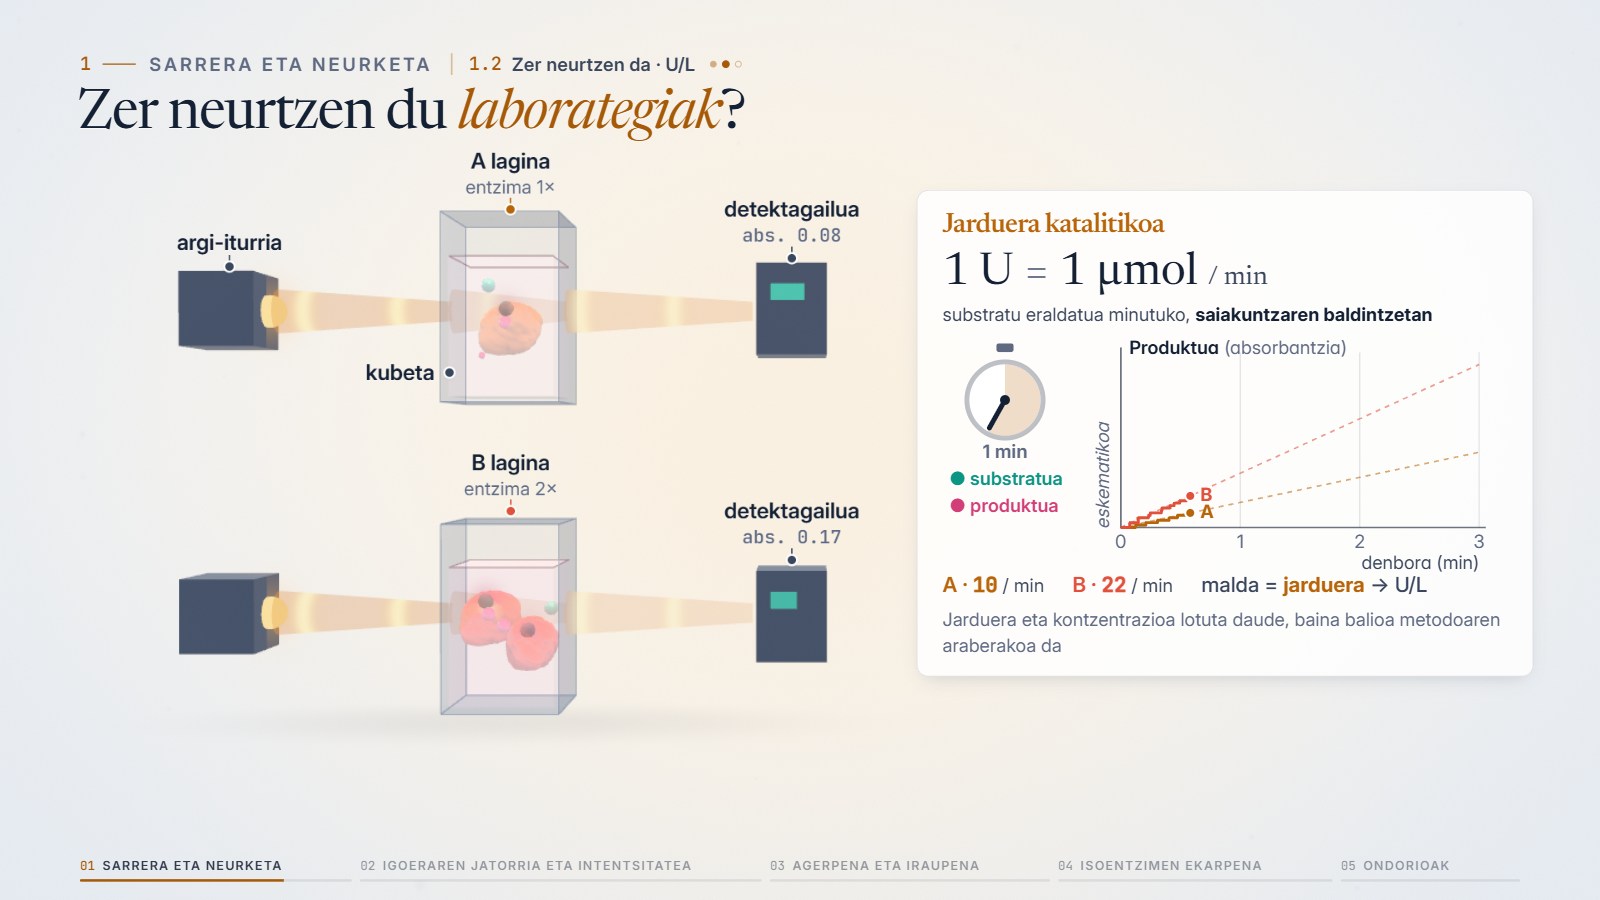 1 — SARRERA ETA NEURKETA | 1.2 Zer neurtzen da · U/L
Zer neurtzen du laborategiak?
A lagina
entzima 1×
argi-iturria
detektagailua
abs. 0.08
kubeta
B lagina
entzima 2×
detektagailua
abs. 0.17
Jarduera katalitikoa
1 U = 1 µmol / min
substratu eraldatua minutuko, saiakuntzaren baldintzetan
1 min
substratua
produktua
Produktua (absorbantzia)
eskematikoa
B
A
0 1 2 3
denbora (min)
A · 10 / min B · 22 / min malda = jarduera → U/L
Jarduera eta kontzentrazioa lotuta daude, baina balioa metodoaren
araberakoa da
01 SARRERA ETA NEURKETA 02 IGOERAREN JATORRIA ETA INTENTSITATEA 03 AGERPENA ETA IRAUPENA 04 ISOENTZIMEN EKARPENA 05 ONDORIOAK